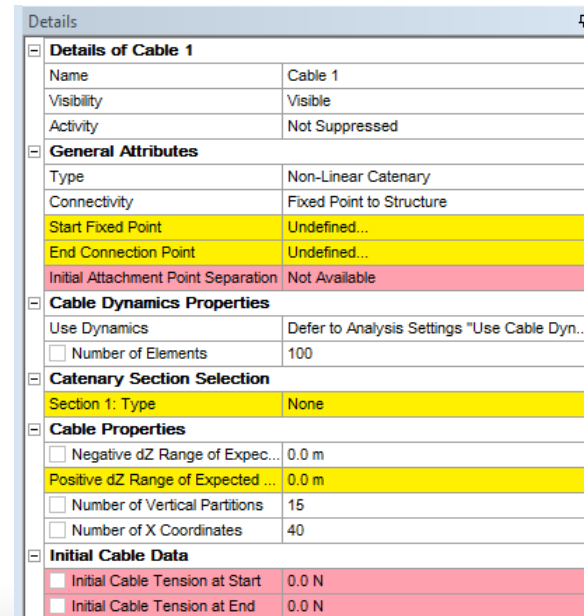 Details
Details of Cable 1
Name Cable 1
Visibility Visible
Activity Not Suppressed
General Attributes
Type Non-Linear Catenary
Connectivity Fixed Point to Structure
Start Fixed Point Undefined...
End Connection Point Undefined...
Initial Attachment Point Separation Not Available
Cable Dynamics Properties
Use Dynamics Defer to Analysis Settings "Use Cable Dyn...
Number of Elements 100
Catenary Section Selection
Section 1: Type None
Cable Properties
Negative dZ Range of Expec... 0.0 m
Positive dZ Range of Expected ... 0.0 m
Number of Vertical Partitions 15
Number of X Coordinates 40
Initial Cable Data
Initial Cable Tension at Start 0.0 N
Initial Cable Tension at End 0.0 N